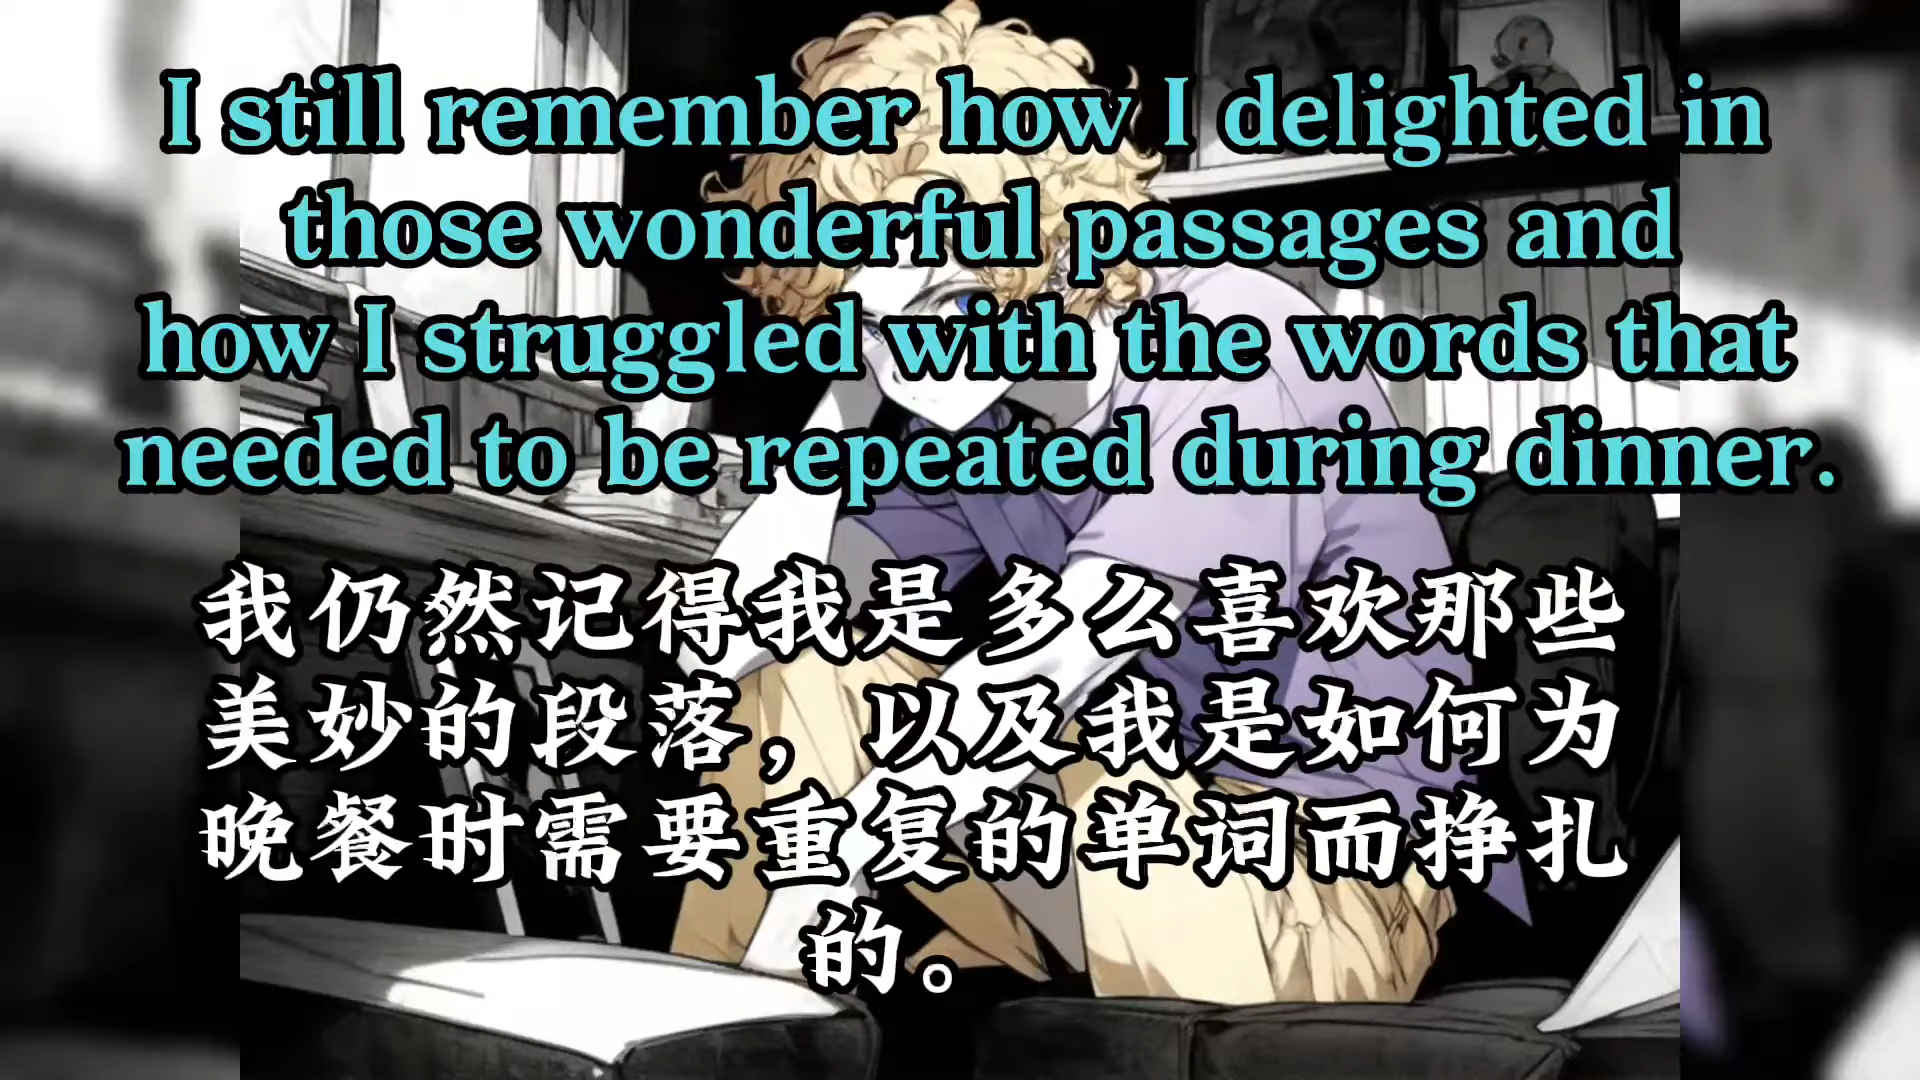 I still remember how I delighted in
those wonderful passages and
how I struggled with the words that
needed to be repeated during dinner.
我仍然记得我是多么喜欢那些
美妙的段落，以及我是如何为
晚餐时需要重复的单词而挣扎
的。